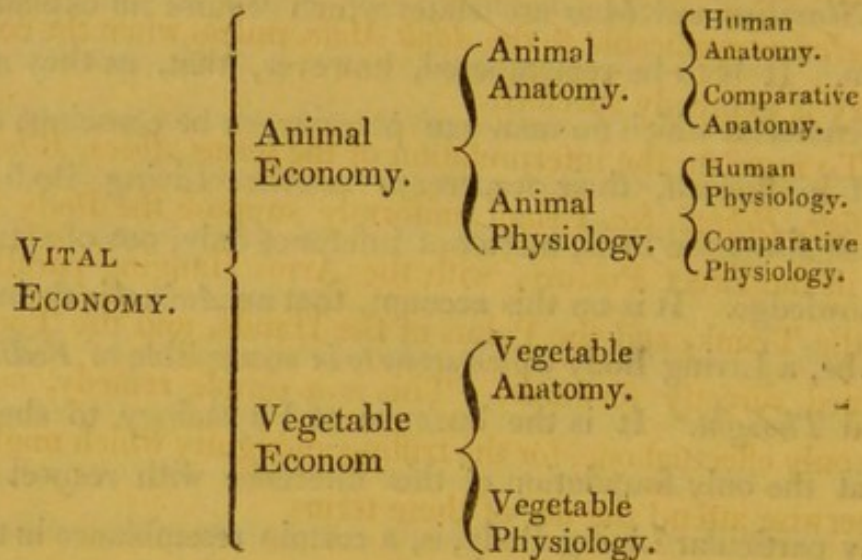 VITAL
ECONOMY.
Animal
Economy.
Animal
Anatomy.
Human
Anatomy.
Comparative
Anatomy.
Animal
Physiology.
Human
Physiology.
Comparative
Physiology.
Vegetable
Econom
Vegetable
Anatomy.
Vegetable
Physiology.